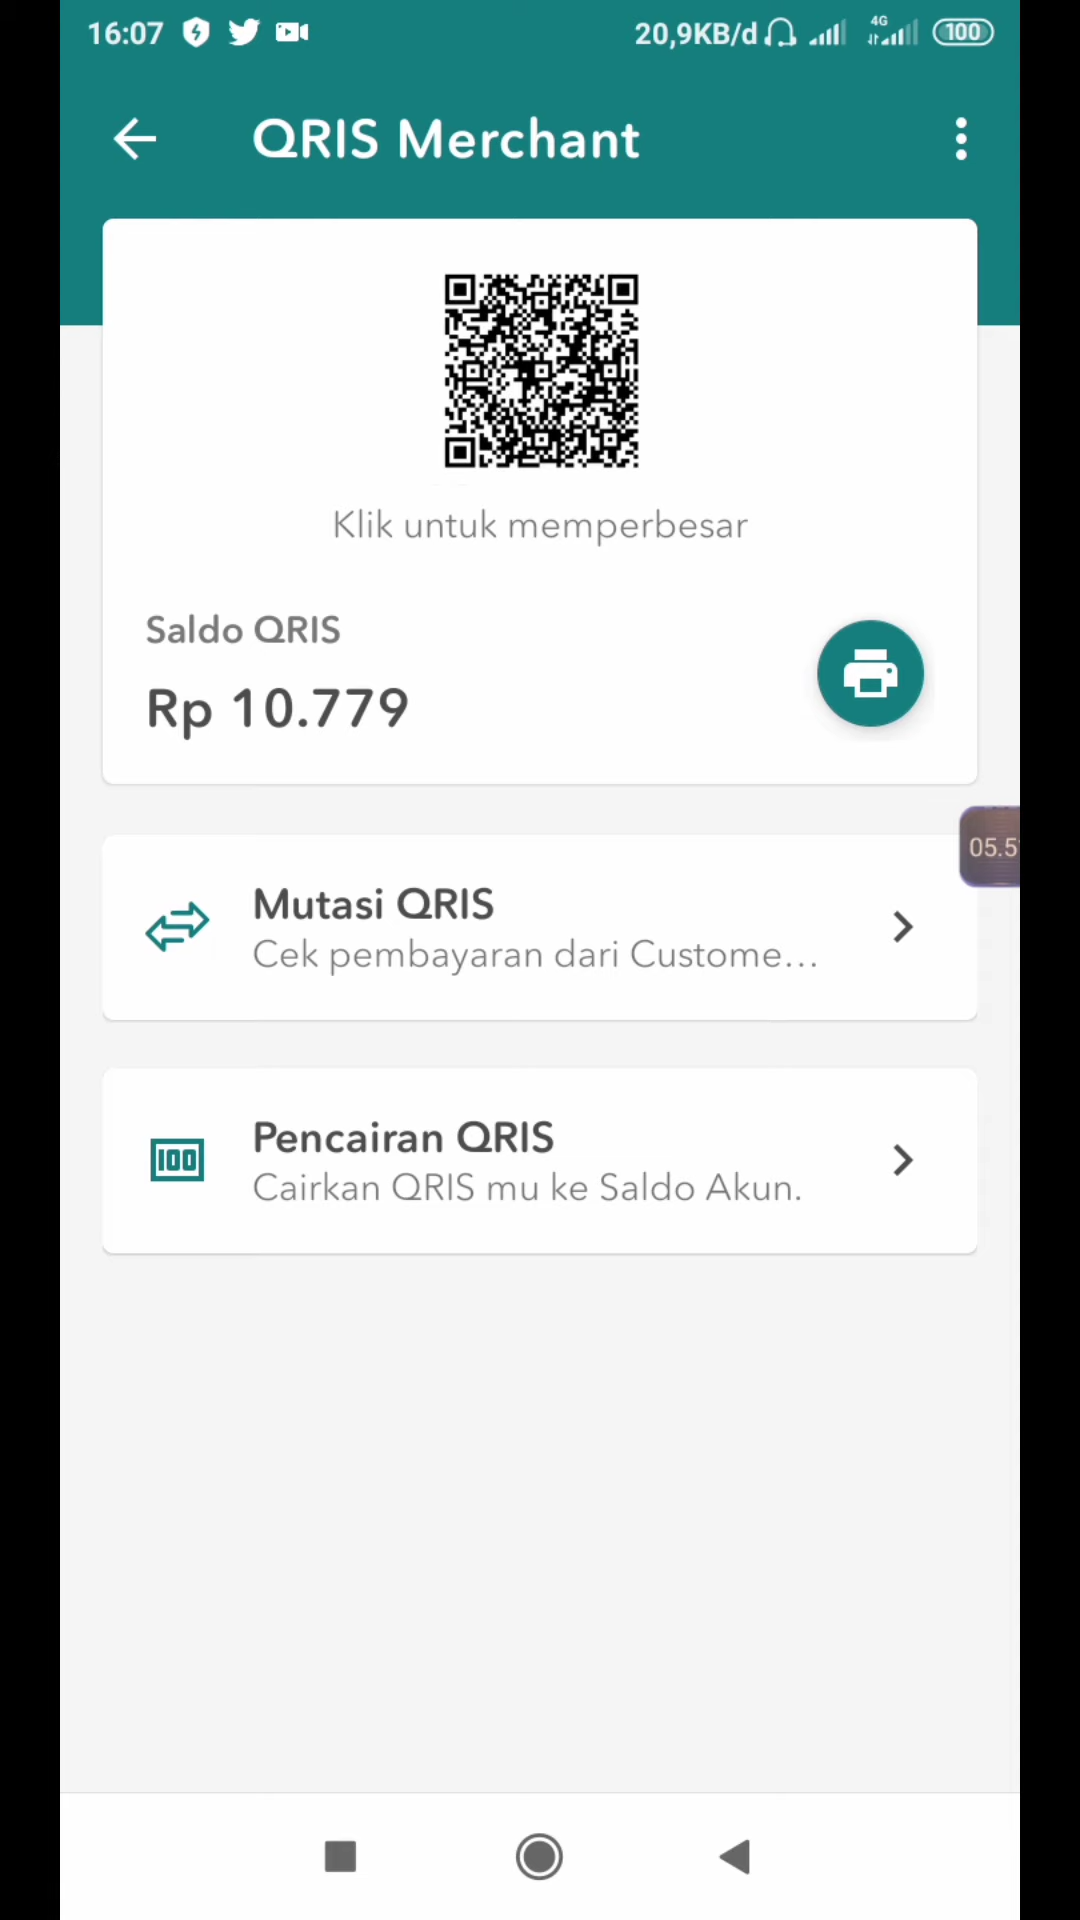 16:07 20,9KB/d 4G 100
QRIS Merchant
Klik untuk memperbesar
Saldo QRIS
Rp 10.779
05.5
Mutasi QRIS
Cek pembayaran dari Custome...
100
Pencairan QRIS
Cairkan QRIS mu ke Saldo Akun.